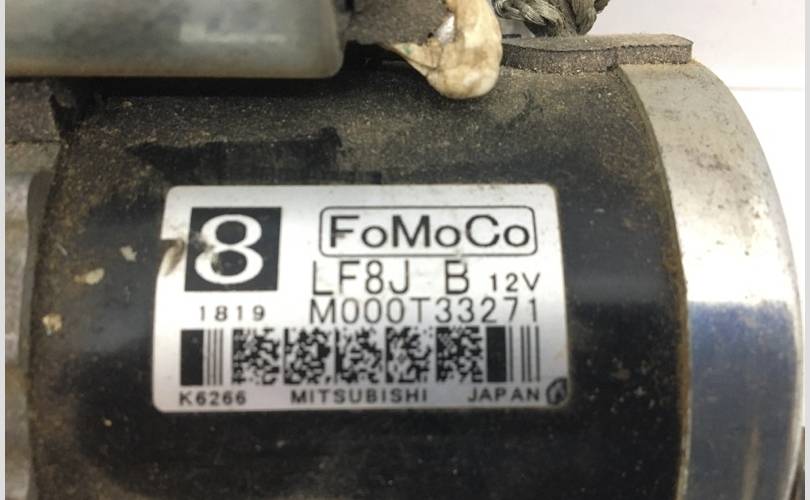 8 FoMoCo
LF8J B 12V
1819 M000T33271
K6266 MITSUBISHI JAPAN